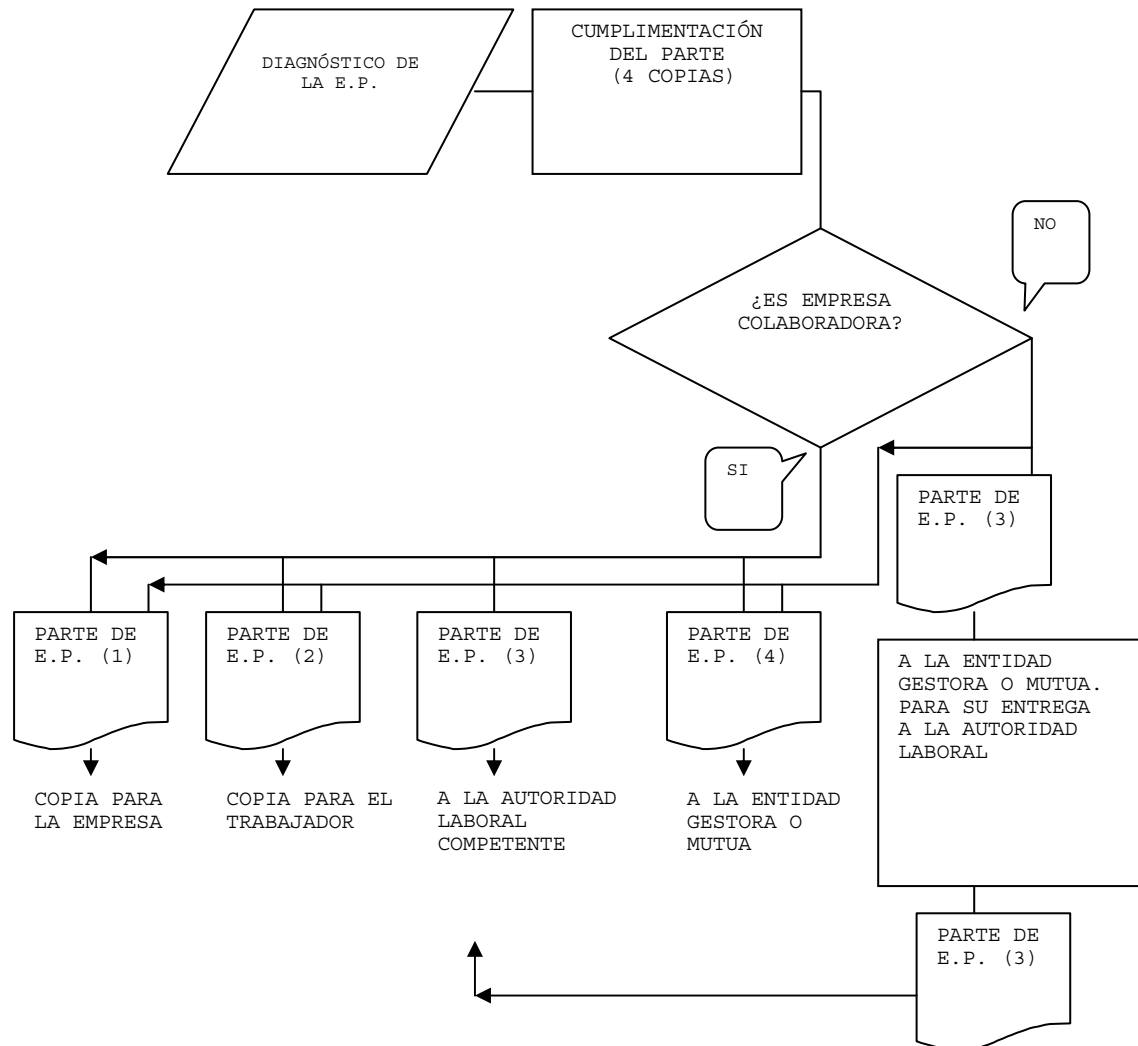 DIAGNÓSTICO DE
LA E.P.
CUMPLIMENTACIÓN
DEL PARTE
(4 COPIAS)
NO
¿ES EMPRESA
COLABORADORA?
SI
PARTE DE
E.P. (3)
PARTE DE
E.P. (1)
PARTE DE
E.P. (2)
PARTE DE
E.P. (3)
PARTE DE
E.P. (4)
A LA ENTIDAD
GESTORA O MUTUA.
PARA SU ENTREGA
A LA AUTORIDAD
LABORAL
COPIA PARA
LA EMPRESA
COPIA PARA EL
TRABAJADOR
A LA AUTORIDAD
LABORAL
COMPETENTE
A LA ENTIDAD
GESTORA O
MUTUA
PARTE DE
E.P. (3)